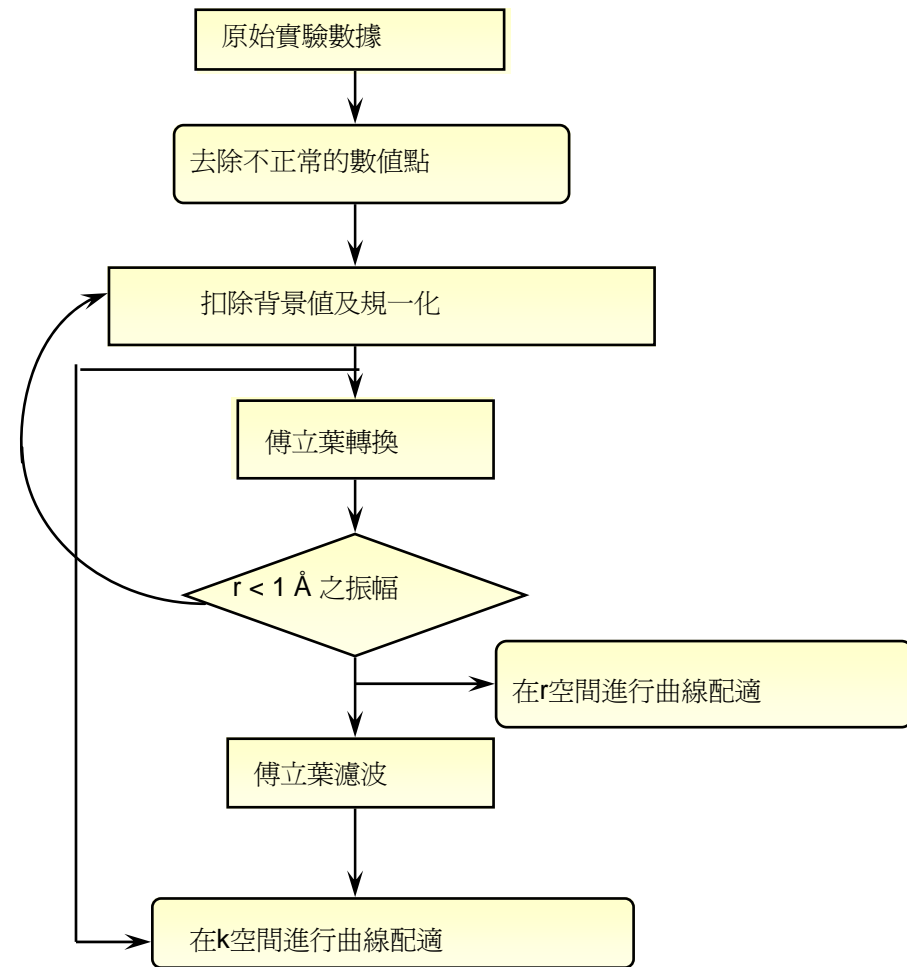 原始實驗數據
去除不正常的數值點
扣除背景值及規一化
傅立葉轉換
r < 1 Å 之振幅
在r空間進行曲線配適
傅立葉濾波
在k空間進行曲線配適